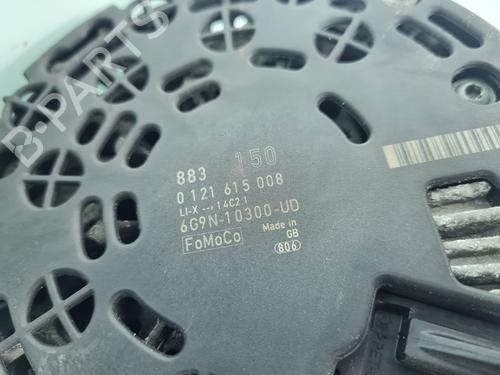 B-PARTS
883 150
0 121 615 008
LI-X --, 14C2.1
6G9N-10300-UD
FoMoCo
Made in
GB
806